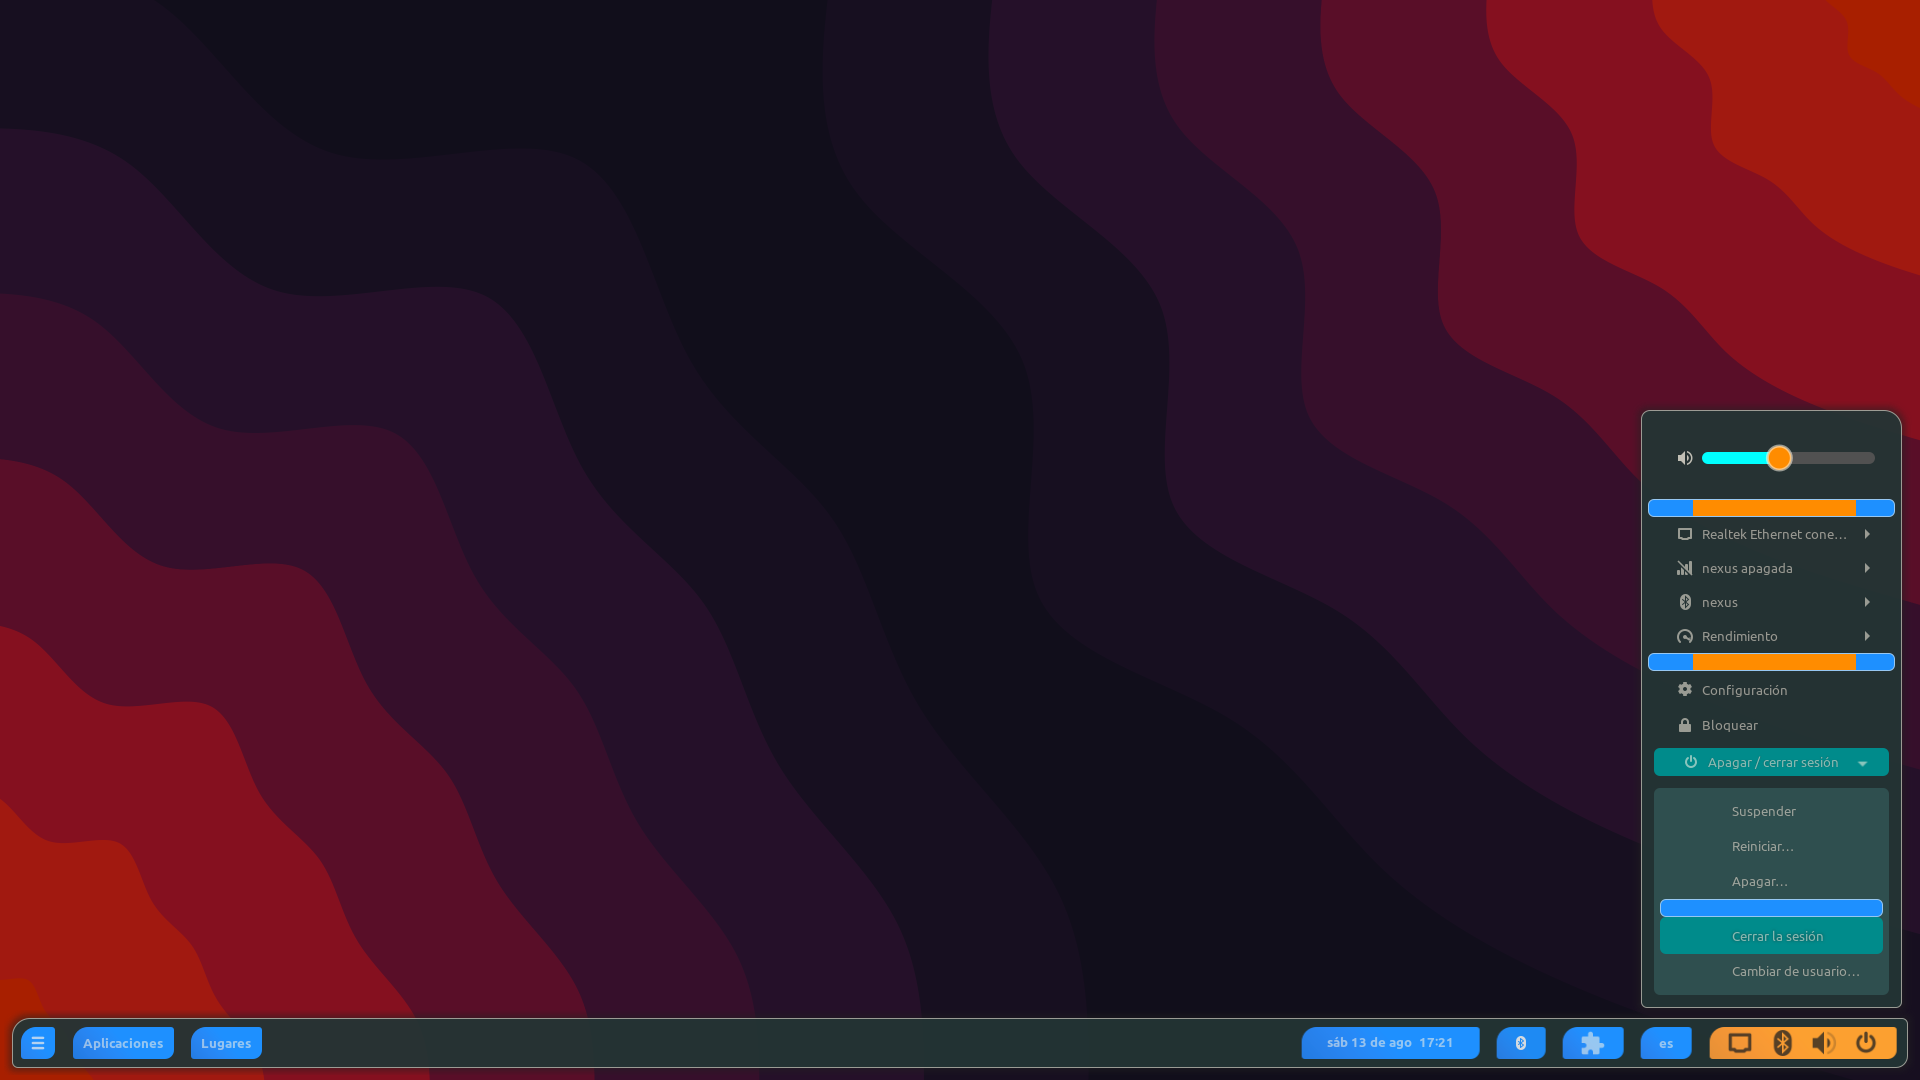 Realtek Ethernet cone…
nexus apagada
nexus
Rendimiento
Configuración
Bloquear
Apagar / cerrar sesión
Suspender
Reiniciar…
Apagar…
Cerrar la sesión
Cambiar de usuario…
Aplicaciones
Lugares
sáb 13 de ago 17:21
es